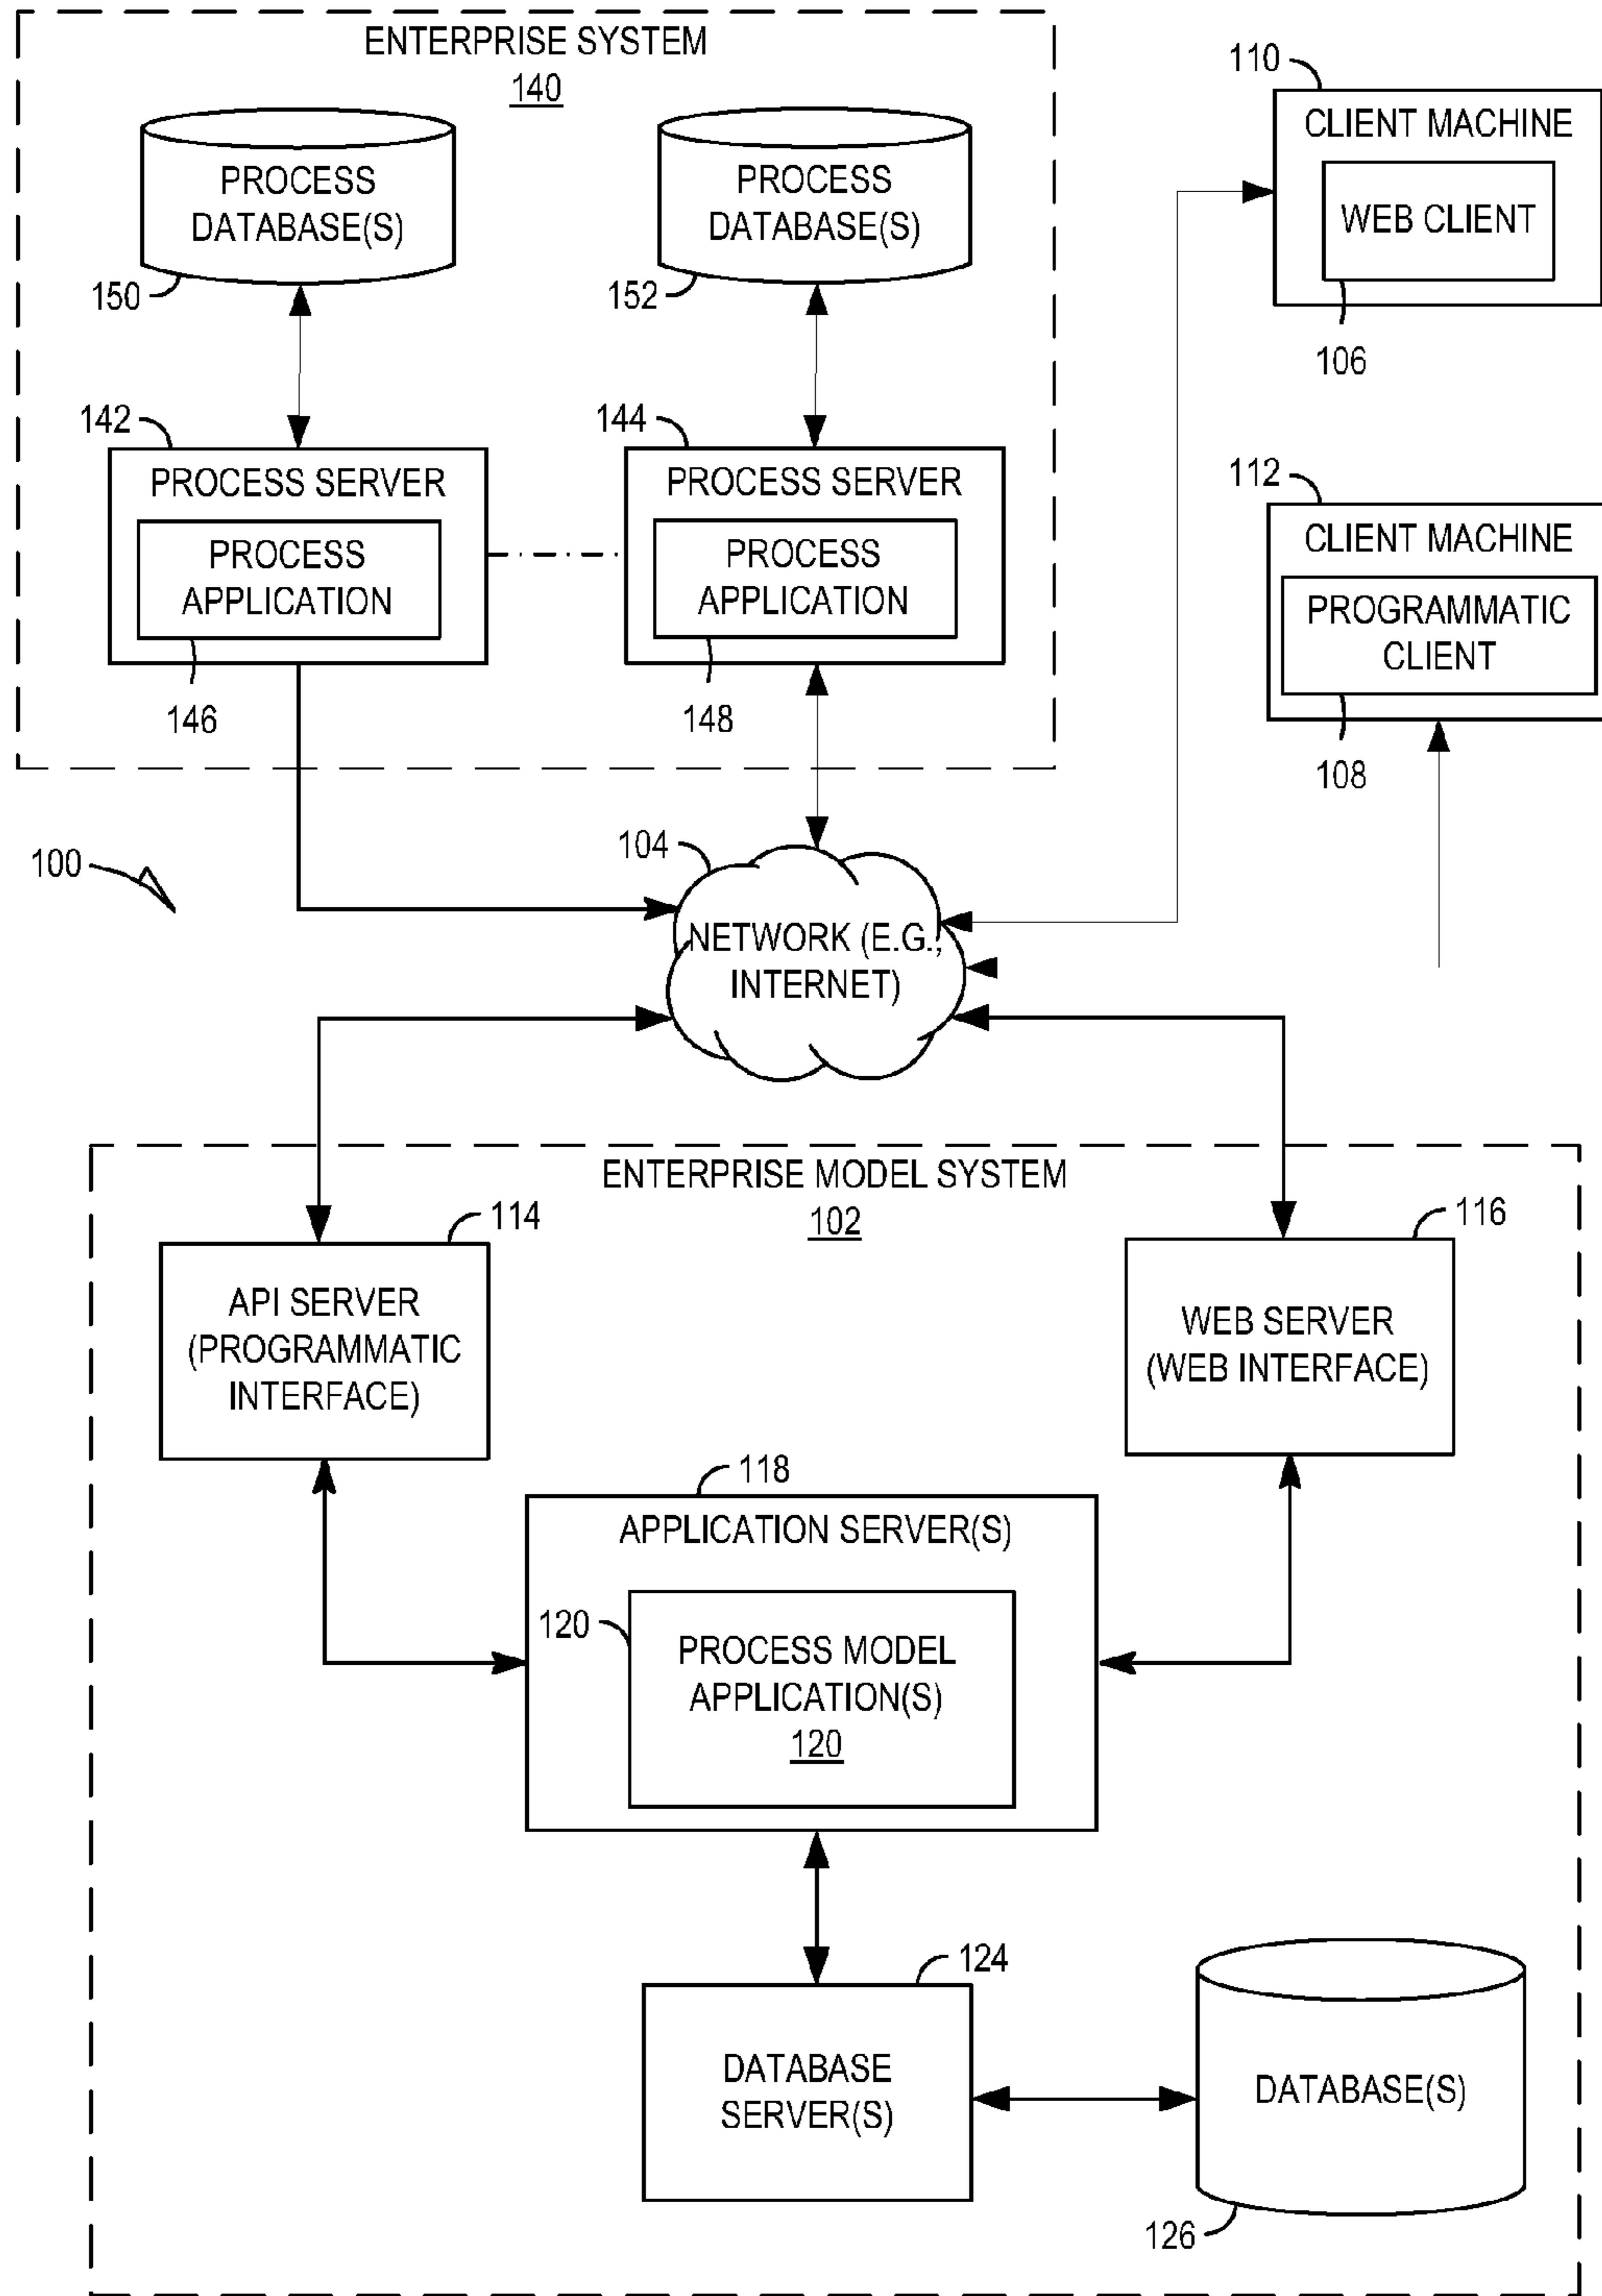 ENTERPRISE SYSTEM
140
PROCESS
DATABASE(S)
150
PROCESS
DATABASE(S)
152
142
PROCESS SERVER
PROCESS
APPLICATION
146
144
PROCESS SERVER
PROCESS
APPLICATION
148
110
CLIENT MACHINE
WEB CLIENT
106
112
CLIENT MACHINE
PROGRAMMATIC
CLIENT
108
100
104
NETWORK (E.G.,
INTERNET)
ENTERPRISE MODEL SYSTEM
102
114
API SERVER
(PROGRAMMATIC
INTERFACE)
116
WEB SERVER
(WEB INTERFACE)
118
APPLICATION SERVER(S)
120
PROCESS MODEL
APPLICATION(S)
120
124
DATABASE
SERVER(S)
DATABASE(S)
126